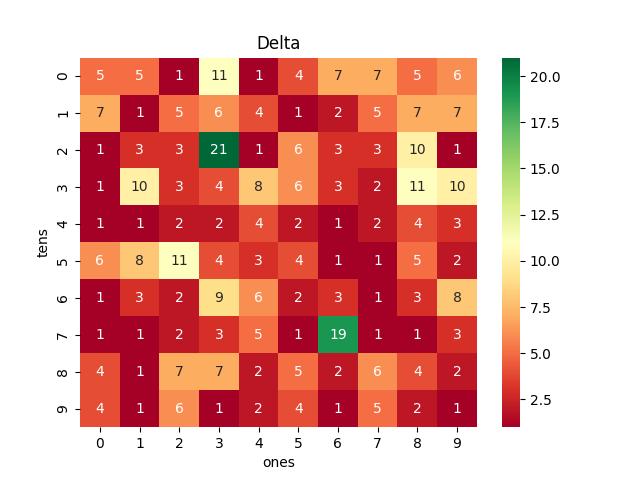 Delta
0 5 5 1 11 1 4 7 7 5 6
1 7 1 5 6 4 1 2 5 7 7
2 1 3 3 21 1 6 3 3 10 1
3 1 10 3 4 8 6 3 2 11 10
4 1 1 2 2 4 2 1 2 4 3
5 6 8 11 4 3 4 1 1 5 2
6 1 3 2 9 6 2 3 1 3 8
7 1 1 2 3 5 1 19 1 1 3
8 4 1 7 7 2 5 2 6 4 2
9 4 1 6 1 2 4 1 5 2 1
0 1 2 3 4 5 6 7 8 9
ones
tens
20.0
17.5
15.0
12.5
10.0
7.5
5.0
2.5